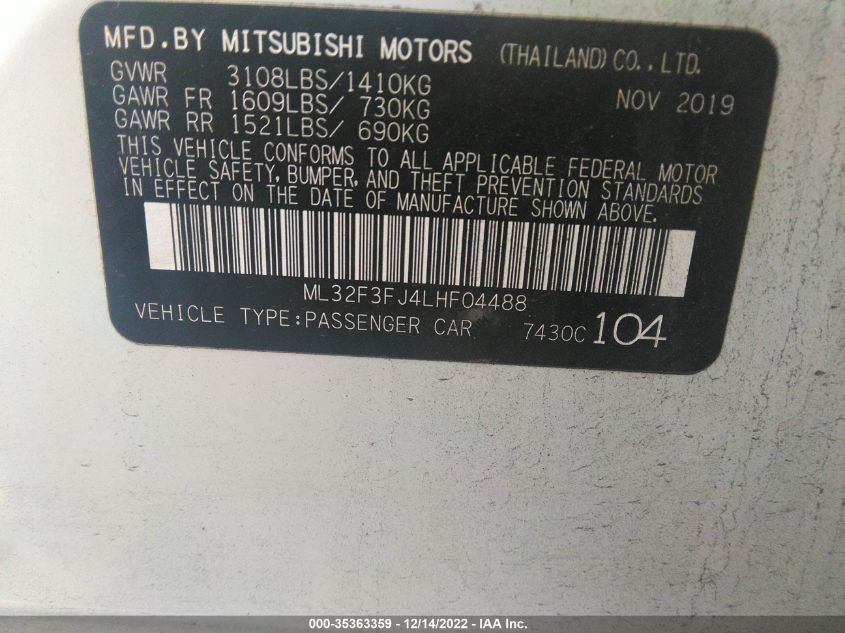 MFD.BY MITSUBISHI MOTORS (THAILAND) CO.,LTD.
GVWR 3108LBS/1410KG NOV 2019
GAWR FR 1609LBS/ 730KG
GAWR RR 1521LBS/ 690KG
THIS VEHICLE CONFORMS TO ALL APPLICABLE FEDERAL MOTOR
VEHICLE SAFETY, BUMPER, AND THEFT PREVENTION STANDARDS
IN EFFECT ON THE DATE OF MANUFACTURE SHOWN ABOVE.
ML32F3FJ4LHF04488
VEHICLE TYPE:PASSENGER CAR 7430C 104
000-35363359 - 12/14/2022 - IAA Inc.